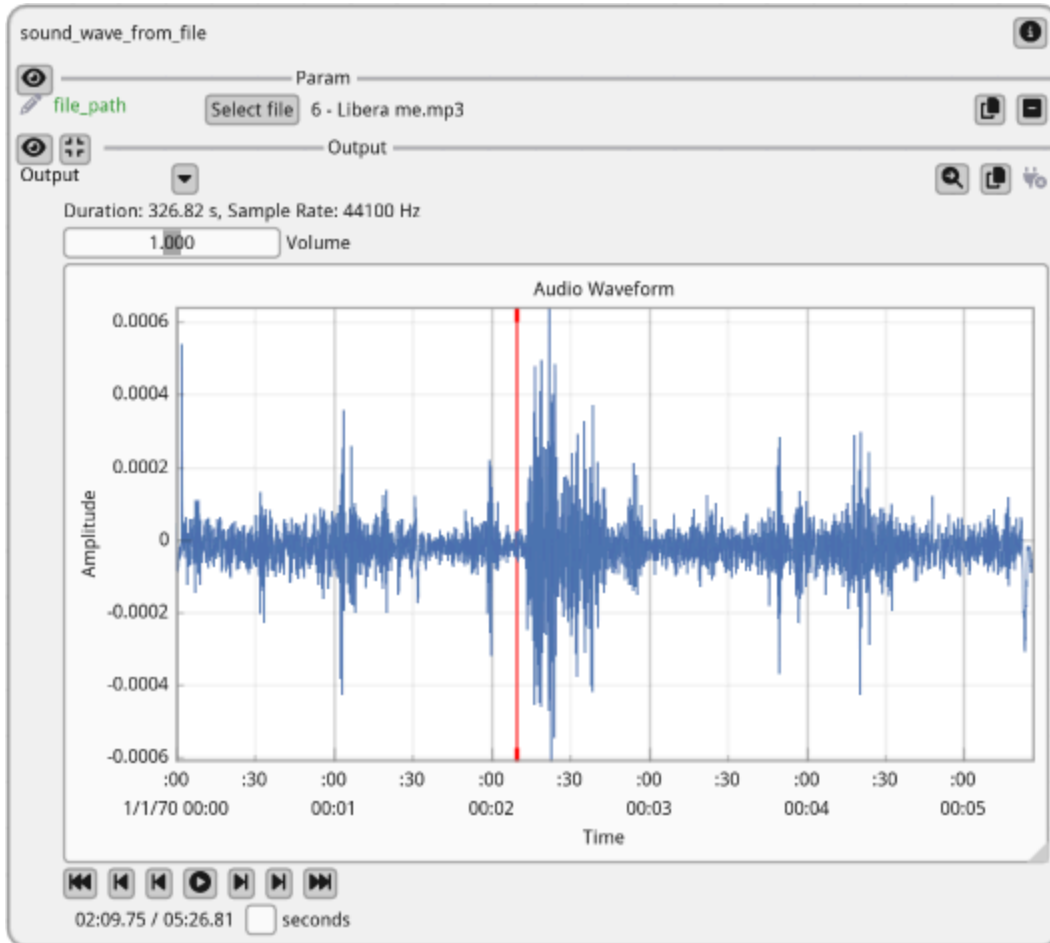 sound_wave_from_file
Param
file_path Select file 6 - Libera me.mp3
Output
Output
Duration: 326.82 s, Sample Rate: 44100 Hz
1.000 Volume
Audio Waveform
0.0006
0.0004
0.0002
0
-0.0002
-0.0004
-0.0006
Amplitude
:00 :30 :00 :30 :00 :30 :00 :30 :00 :30 :00
1/1/70 00:00 00:01 00:02 00:03 00:04 00:05
Time
02:09.75 / 05:26.81 seconds